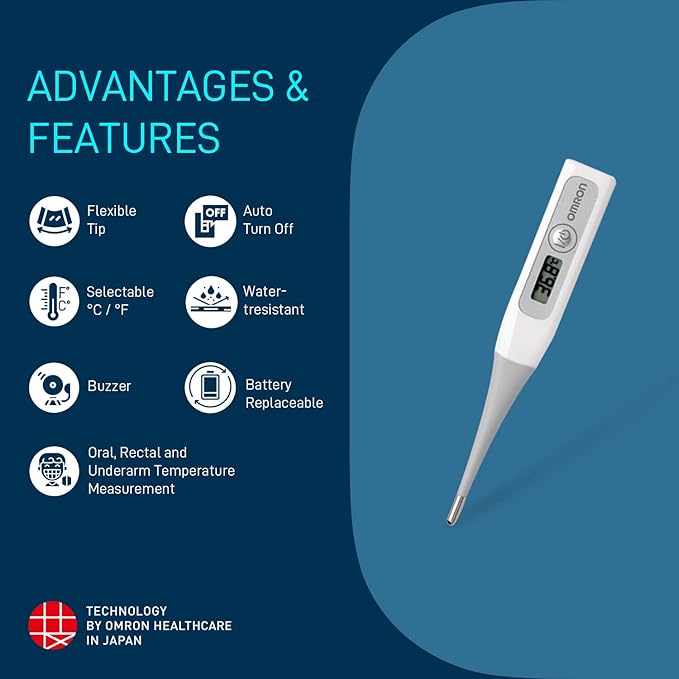 ADVANTAGES &
FEATURES
Flexible
Tip
OFF
Auto
Turn Off
F°
C°
Selectable
°C / °F
Water-
tresistant
Buzzer
Battery
Replaceable
Oral, Rectal and
Underarm Temperature
Measurement
OMRON
36.8°C
TECHNOLOGY
BY OMRON HEALTHCARE
IN JAPAN